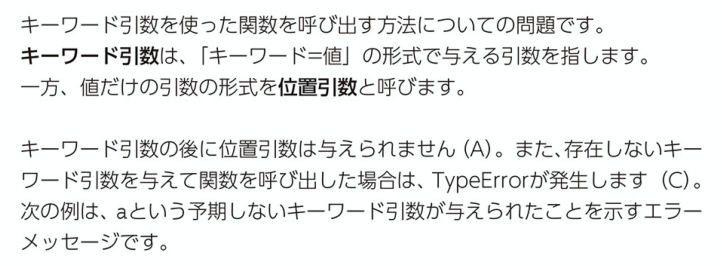 キーワード引数を使った関数を呼び出す方法についての問題です。
キーワード引数は、「キーワード=値」の形式で与える引数を指します。
一方、値だけの引数の形式を位置引数と呼びます。
キーワード引数の後に位置引数は与えられません（A）。また、存在しないキー
ワード引数を与えて関数を呼び出した場合は、TypeErrorが発生します（C）。
次の例は、aという予期しないキーワード引数が与えられたことを示すエラー
メッセージです。